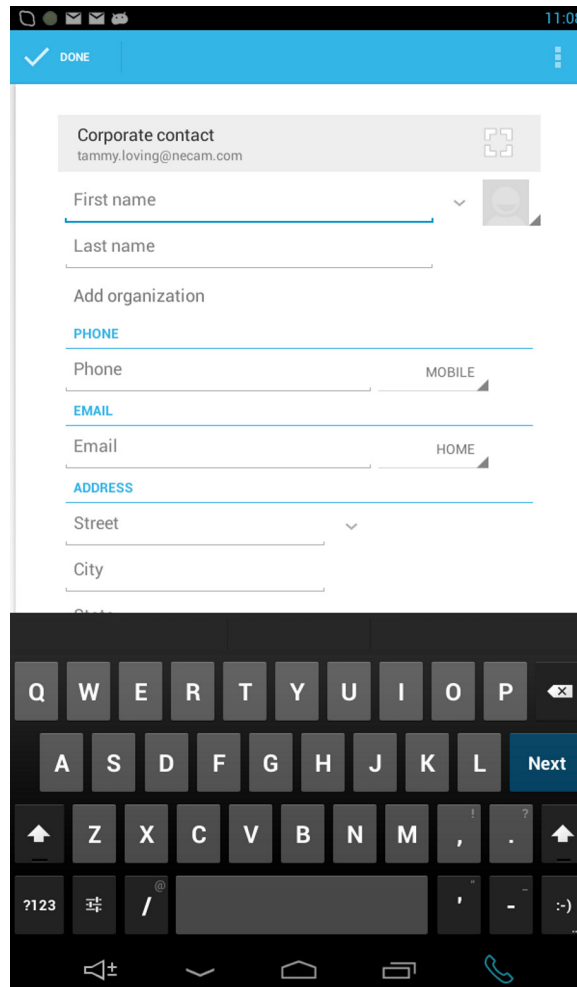 11:08
DONE
Corporate contact
tammy.loving@necam.com
First name
Last name
Add organization
PHONE
Phone MOBILE
EMAIL
Email HOME
ADDRESS
Street
City
State
Q W E R T Y U I O P
A S D F G H J K L Next
! ?
Z X C V B N M , .
@ " _
?123 / ' - :-)